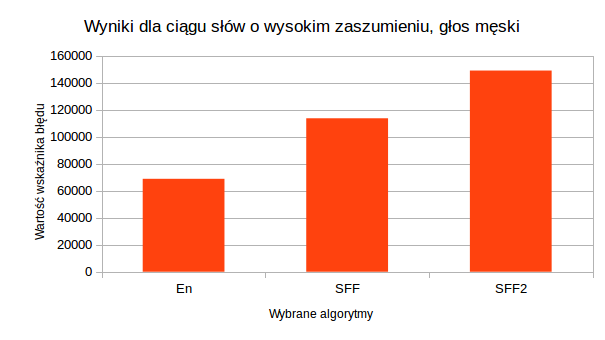 Wyniki dla ciągu słów o wysokim zaszumieniu, głos męski
160000
140000
120000
100000
80000
60000
40000
20000
0
Wartość wskaźnika błędu
En SFF SFF2
Wybrane algorytmy